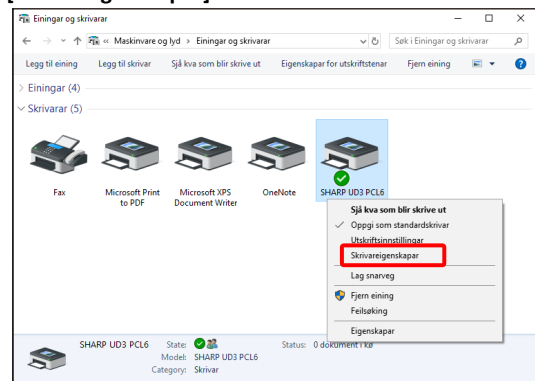 Einingar og skrivarar
« Maskinvare og lyd › Einingar og skrivarar
Søk i Einingar og skrivarar
Legg til eining Legg til skrivar Sjå kva som blir skrive ut Eigenskapar for utskriftstenar Fjern eining
Einingar (4)
Skrivarar (5)
Fax
Microsoft Print
to PDF
Microsoft XPS
Document Writer
OneNote
SHARP UD3 PCL6
Sjå kva som blir skrive ut
Oppgi som standardskrivar
Utskriftsinnstillingar
Skrivareigenskapar
Lag snarveg
Fjern eining
Feilsøking
Eigenskapar
SHARP UD3 PCL6 State: Status: 0 dokument i kø
Model: SHARP UD3 PCL6
Category: Skrivar